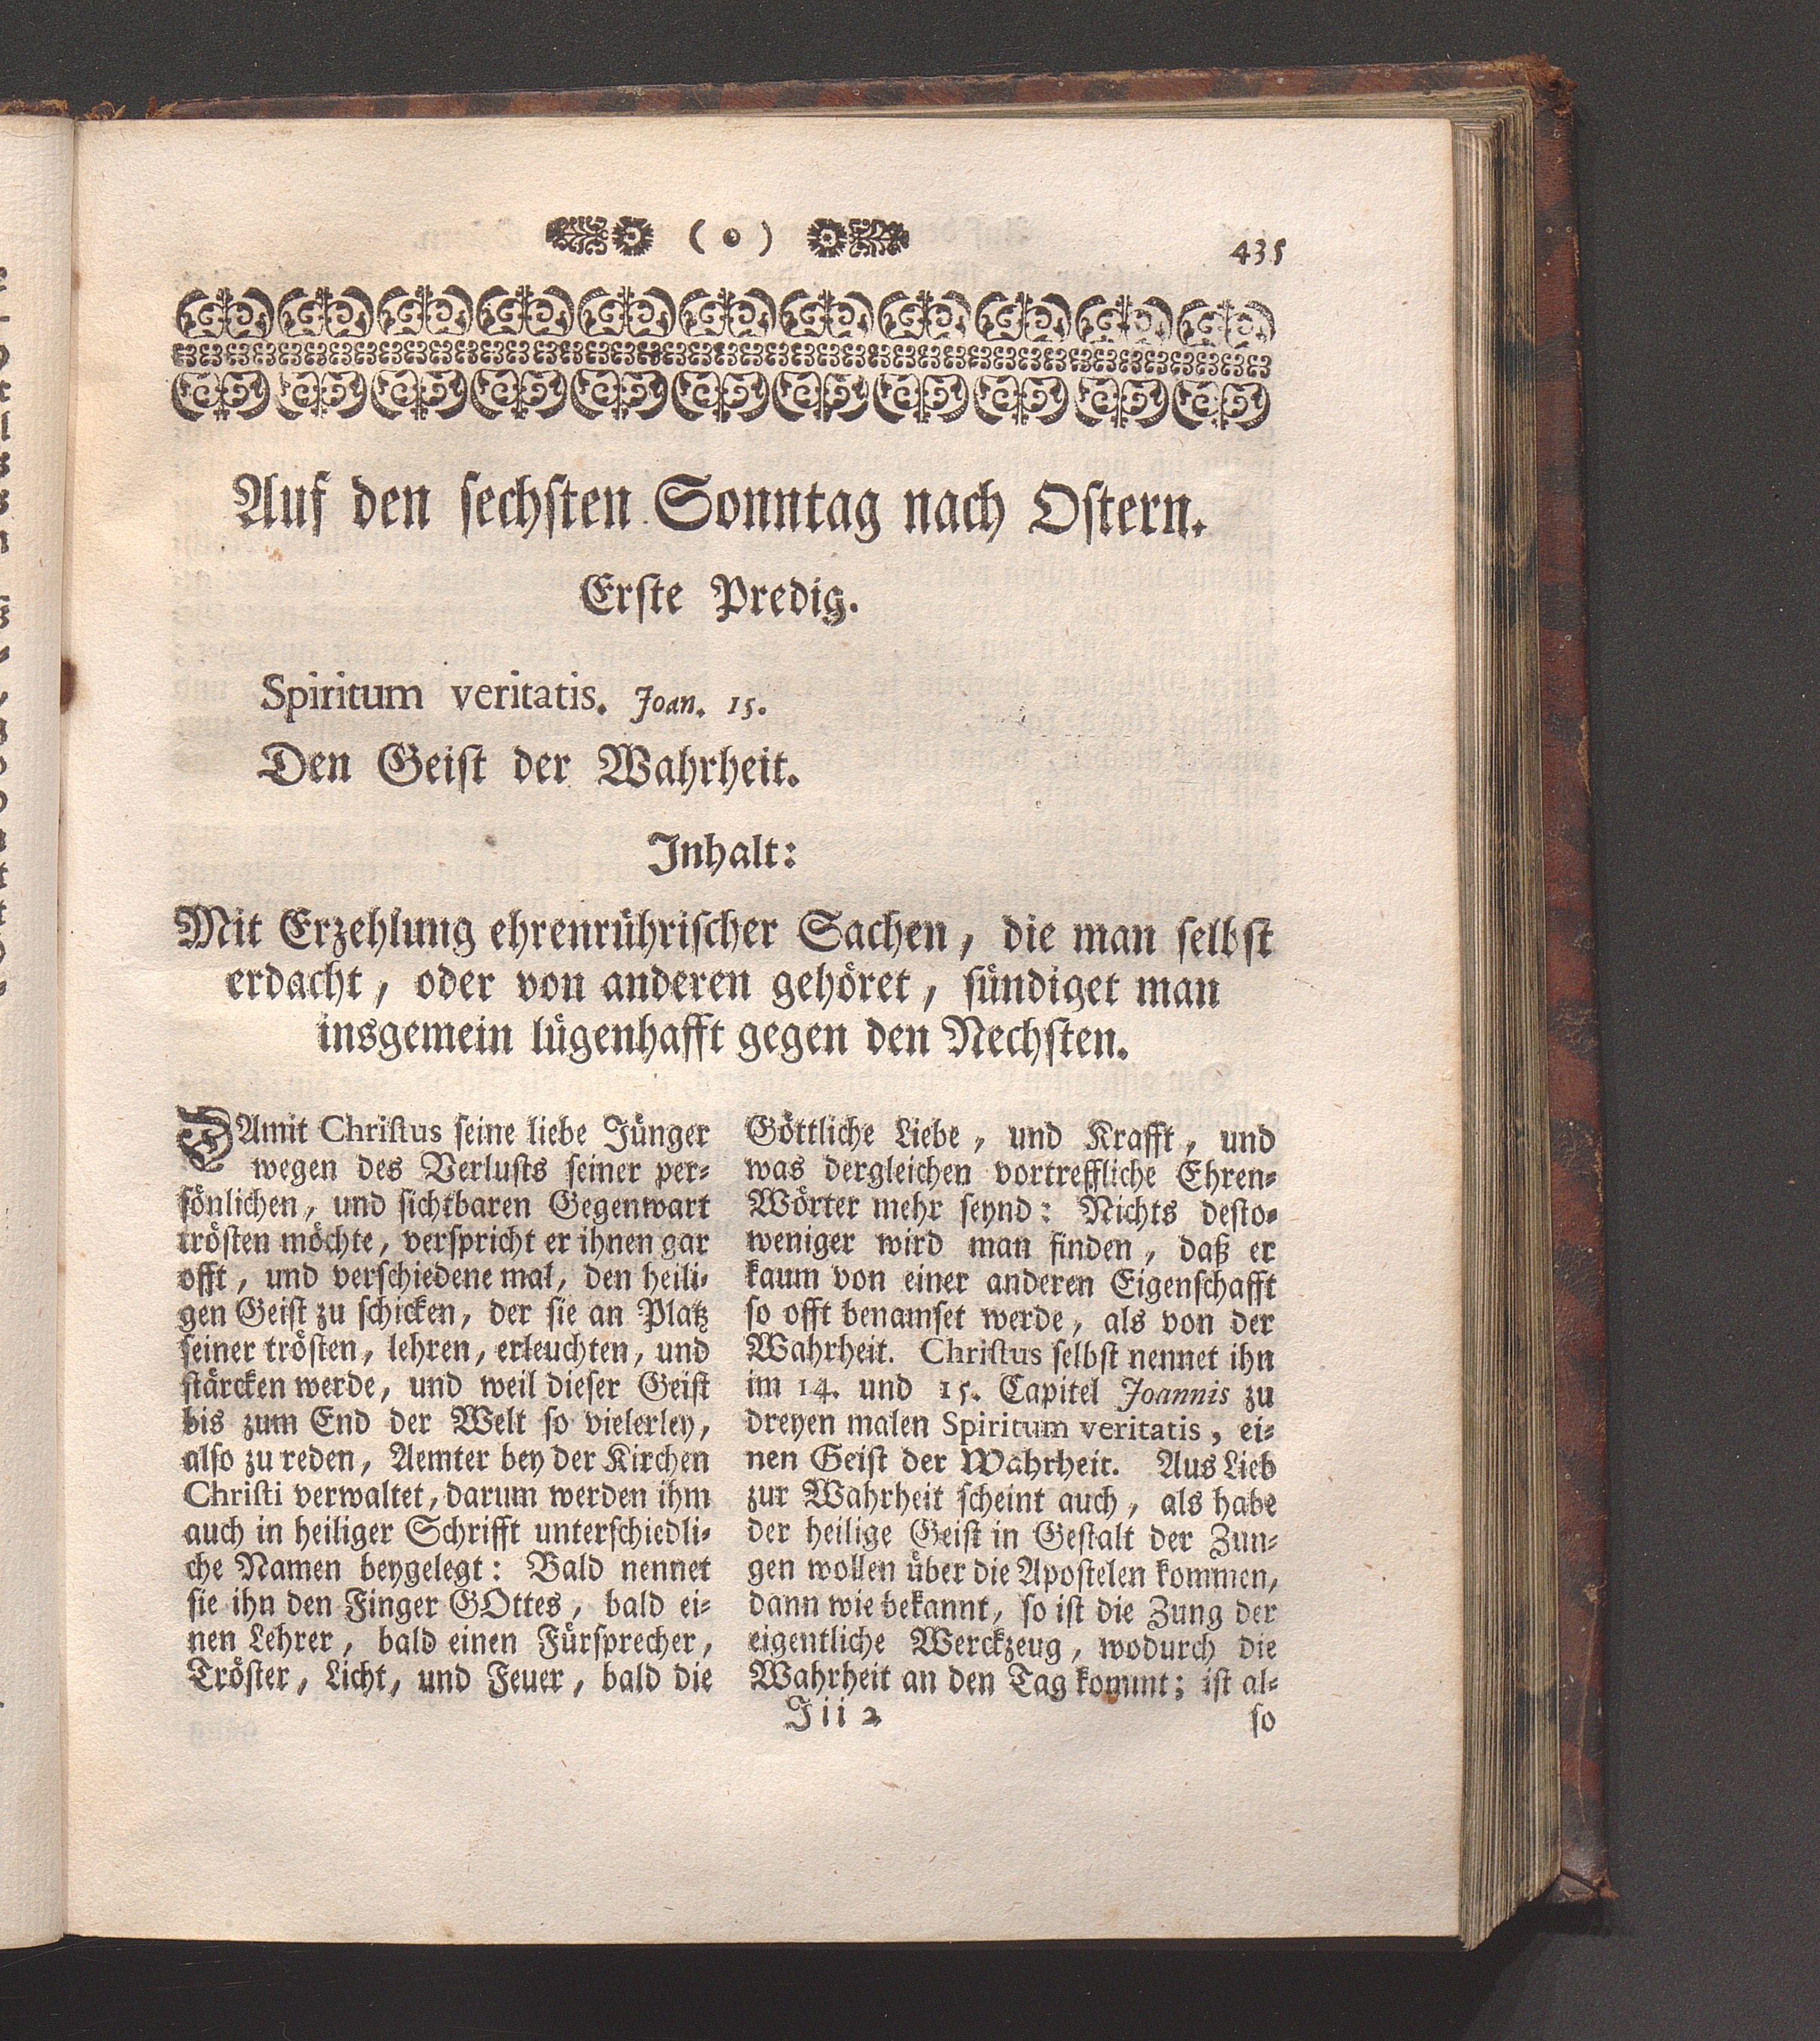 ( o )
435
Auf den sechsten Sonntag nach Ostern.
Erste Predig.
Spiritum veritatis. Joan. 15.
Den Geist der Wahrheit.
Inhalt:
Mit Erzehlung ehrenrührischer Sachen, die man selbst
erdacht, oder von anderen gehöret, sündiget man
insgemein lügenhafft gegen den Nechsten.
DAmit Christus seine liebe Jünger
wegen des Verlusts seiner per-
sönlichen, und sichtbaren Gegenwart
trösten möchte, verspricht er ihnen gar
offt, und verschiedene mal, den heili-
gen Geist zu schicken, der sie an Platz
seiner trösten, lehren, erleuchten, und
stärcken werde, und weil dieser Geist
bis zum End der Welt so vielerley,
also zu reden, Aemter bey der Kirchen
Christi verwaltet, darum werden ihm
auch in heiliger Schrifft unterschiedli-
che Namen beygelegt: Bald nennet
sie ihn den Finger GOttes, bald ei-
nen Lehrer, bald einen Fürsprecher,
Tröster, Licht, und Feuer, bald die
Göttliche Liebe, und Krafft, und
was dergleichen vortreffliche Ehren-
Wörter mehr seynd: Nichts desto-
weniger wird man finden, daß er
kaum von einer anderen Eigenschafft
so offt benamset werde, als von der
Wahrheit. Christus selbst nennet ihn
im 14. und 15. Capitel Joannis zu
dreyen malen Spiritum veritatis, ei-
nen Geist der Wahrheit. Aus Lieb
zur Wahrheit scheint auch, als habe
der heilige Geist in Gestalt der Zun-
gen wollen über die Apostelen kommen,
dann wie bekannt, so ist die Zung der
eigentliche Werckzeug, wodurch die
Wahrheit an den Tag kommt; ist al-
Iii 2
so